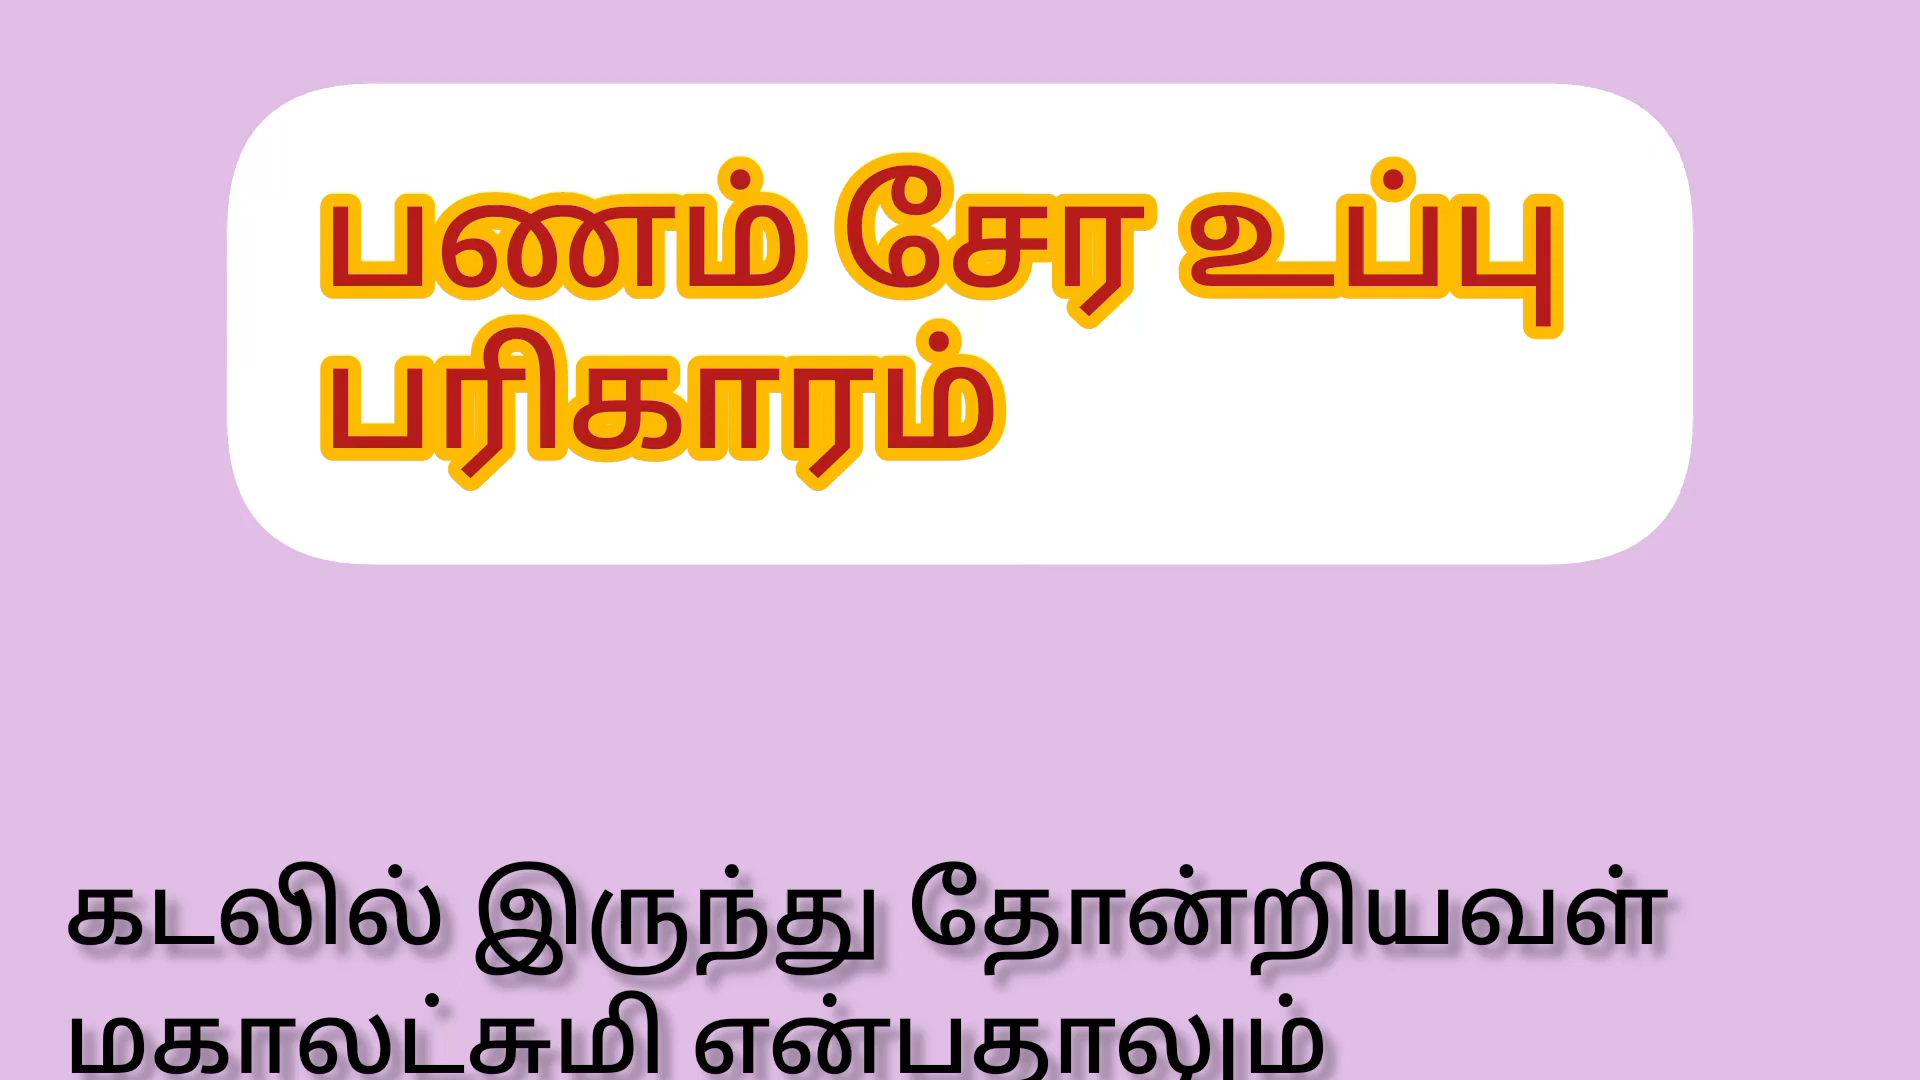 பணம் சேர உப்பு
பரிகாரம்
கடலில் இருந்து தோன்றியவள்
மகாலட்சுமி என்பதாலும்